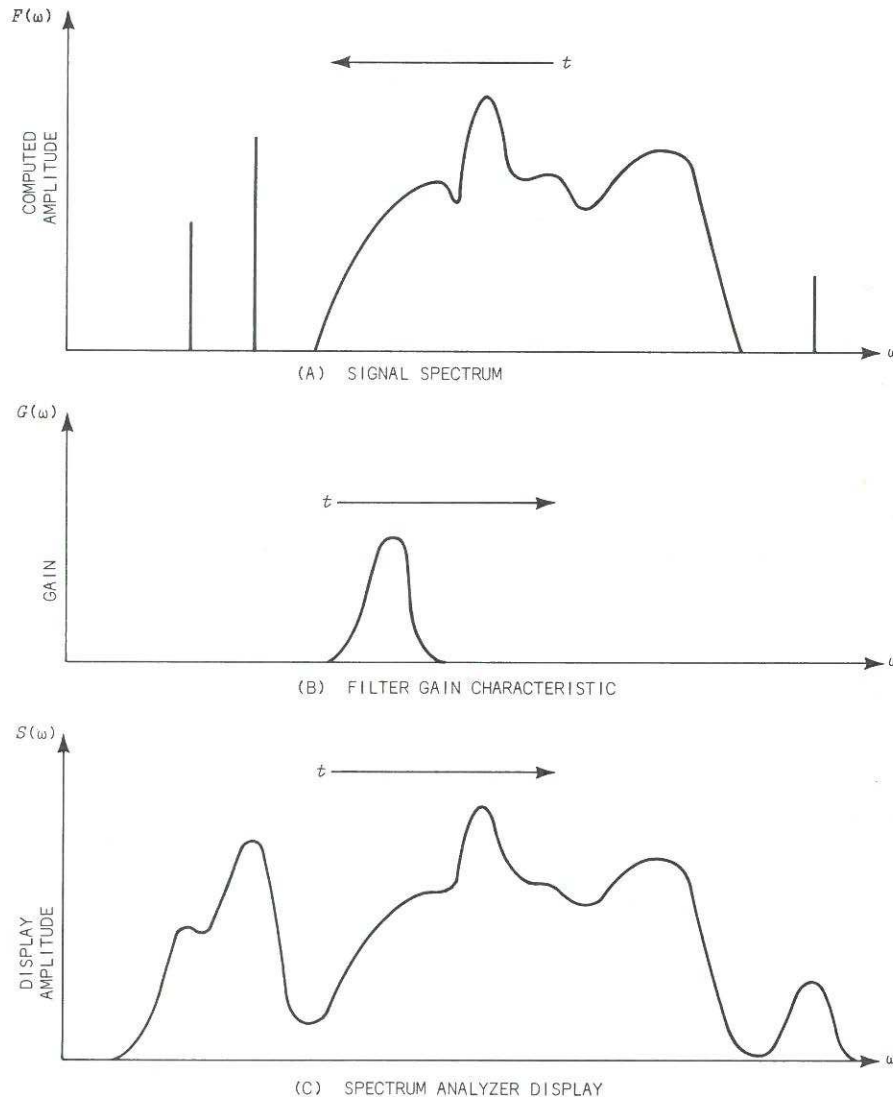 F(ω)
COMPUTED
AMPLITUDE
t
ω
(A) SIGNAL SPECTRUM
G(ω)
GAIN
t
(B) FILTER GAIN CHARACTERISTIC
S(ω)
DISPLAY
AMPLITUDE
t
ω
(C) SPECTRUM ANALYZER DISPLAY